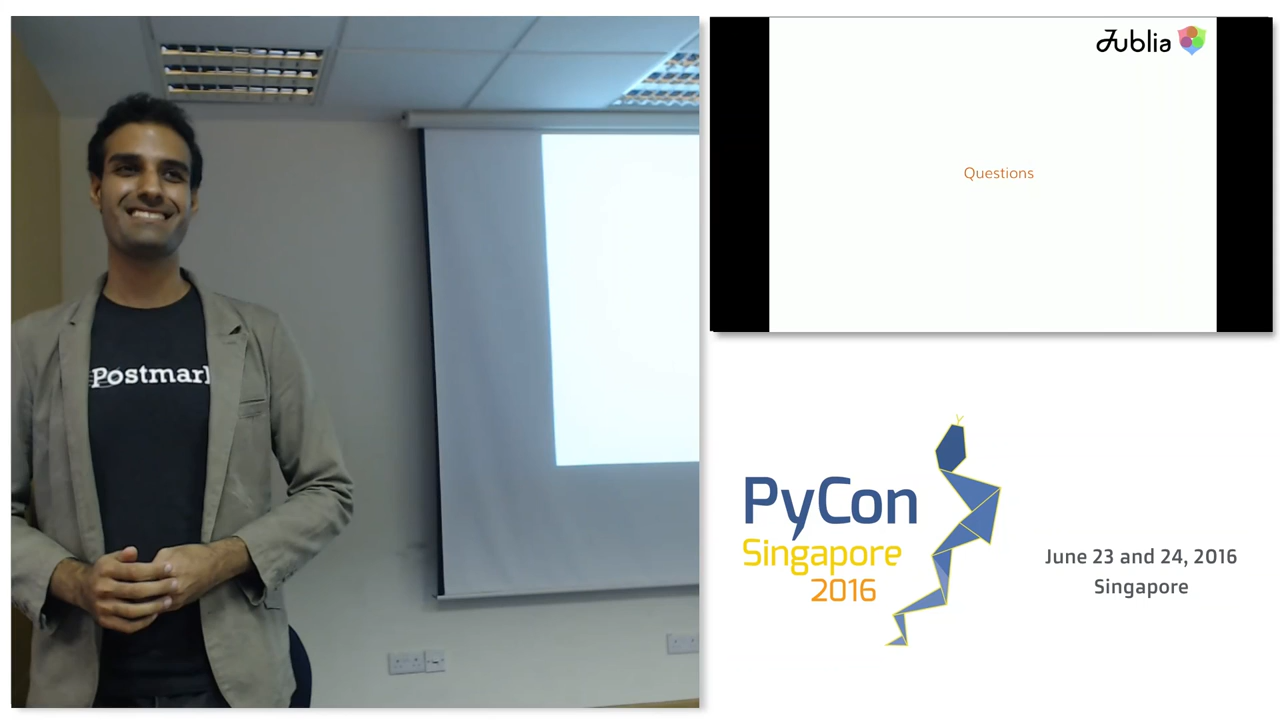 Postmark
Jublia
Questions
PyCon
Singapore
2016
June 23 and 24, 2016
Singapore